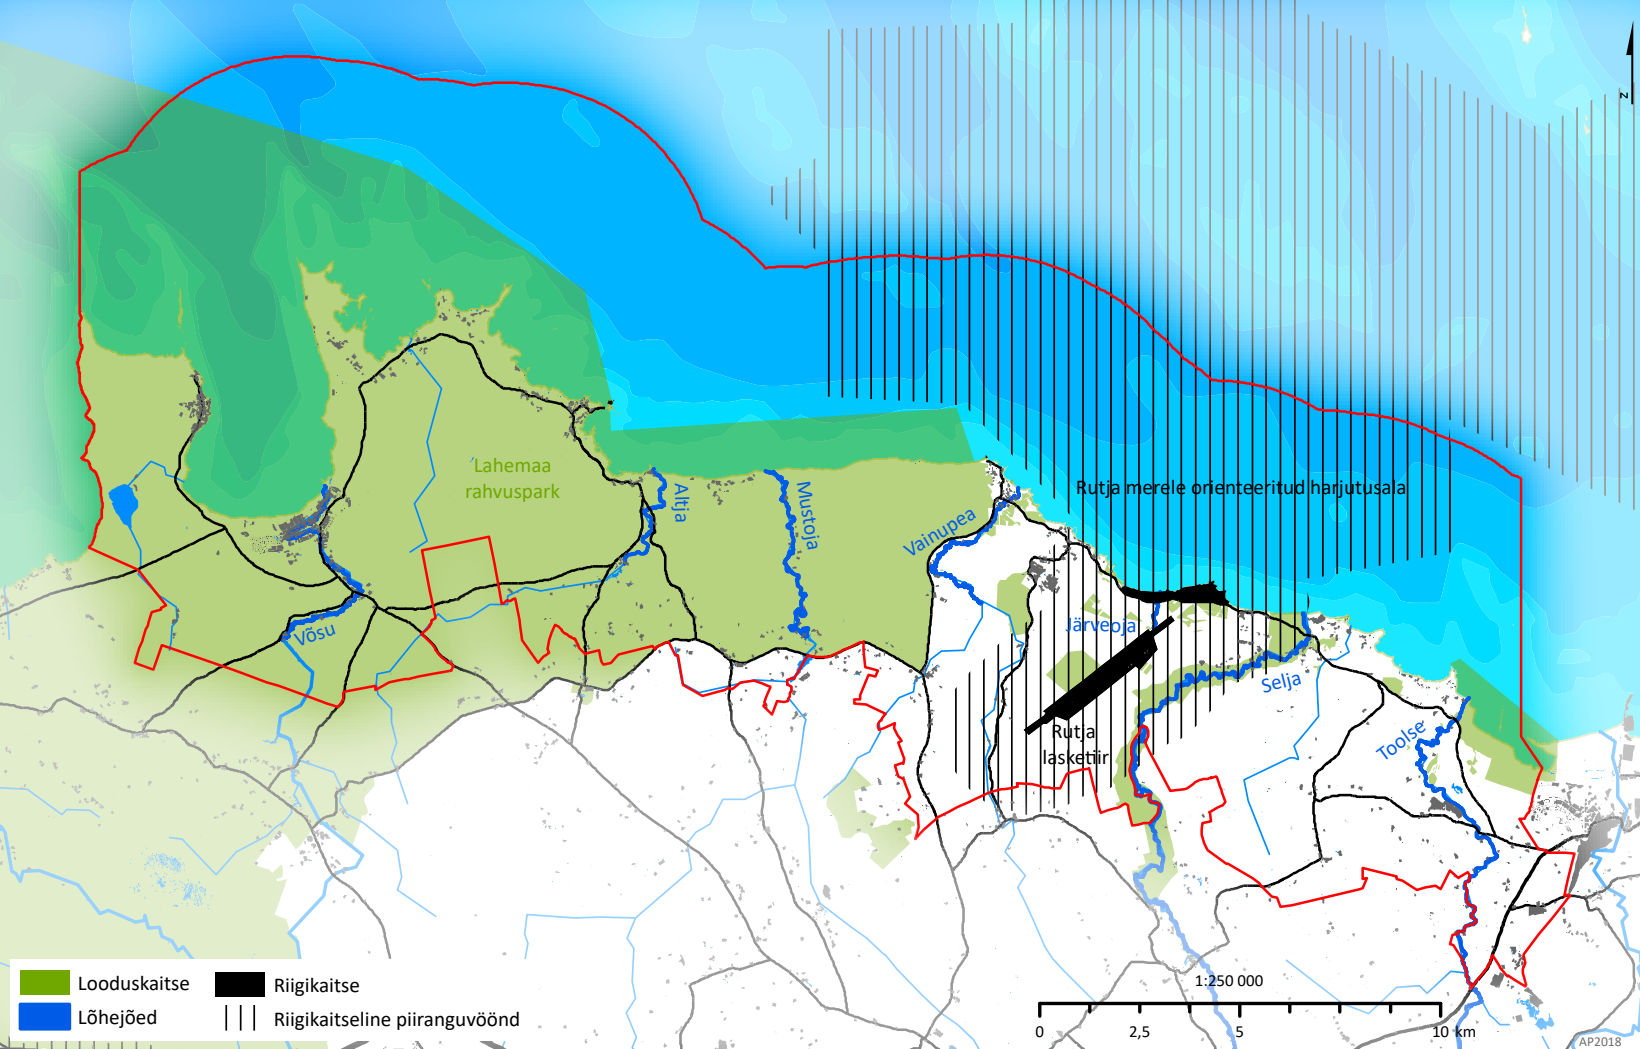 z
Lahemaa
rahvuspark
Altja
Mustoja
Vainupea
Rutja merele orienteeritud harjutusala
Järveoja
Võsu
Selja
Rutja
lasketiir
Toolse
Looduskaitse
Riigikaitse
Lõhejõed
Riigikaitseline piiranguvöönd
1:250 000
0
2,5
5
10 km
AP2018